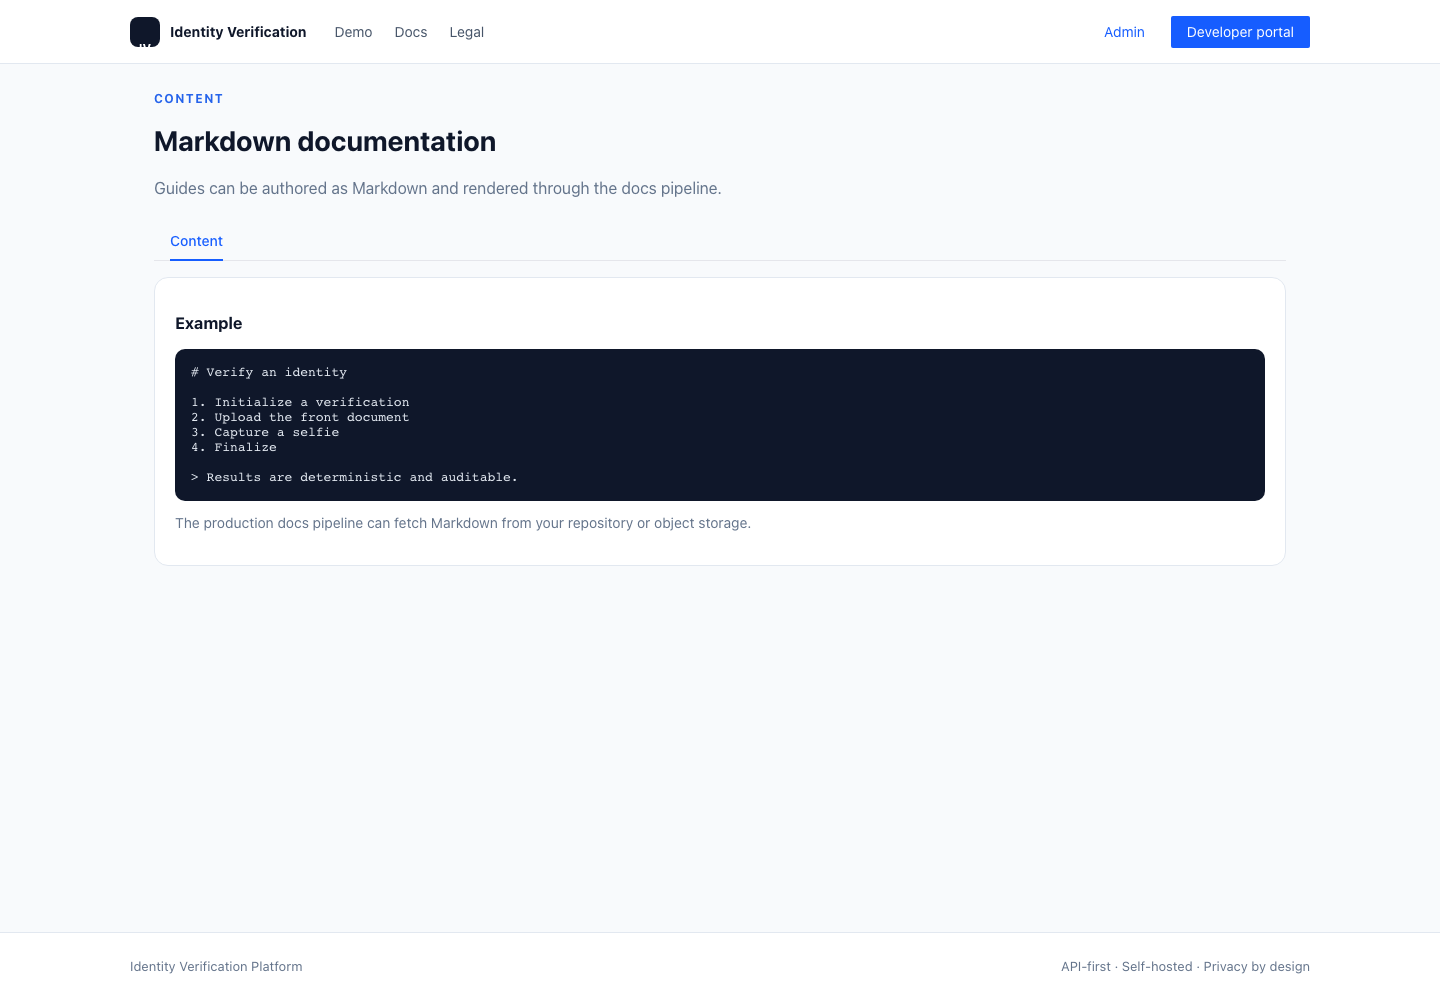 Identity Verification
Demo
Docs
Legal
Admin
Developer portal
CONTENT
Markdown documentation
Guides can be authored as Markdown and rendered through the docs pipeline.
Content
Example
# Verify an identity
1. Initialize a verification
2. Upload the front document
3. Capture a selfie
4. Finalize
> Results are deterministic and auditable.
The production docs pipeline can fetch Markdown from your repository or object storage.
Identity Verification Platform
API-first · Self-hosted · Privacy by design